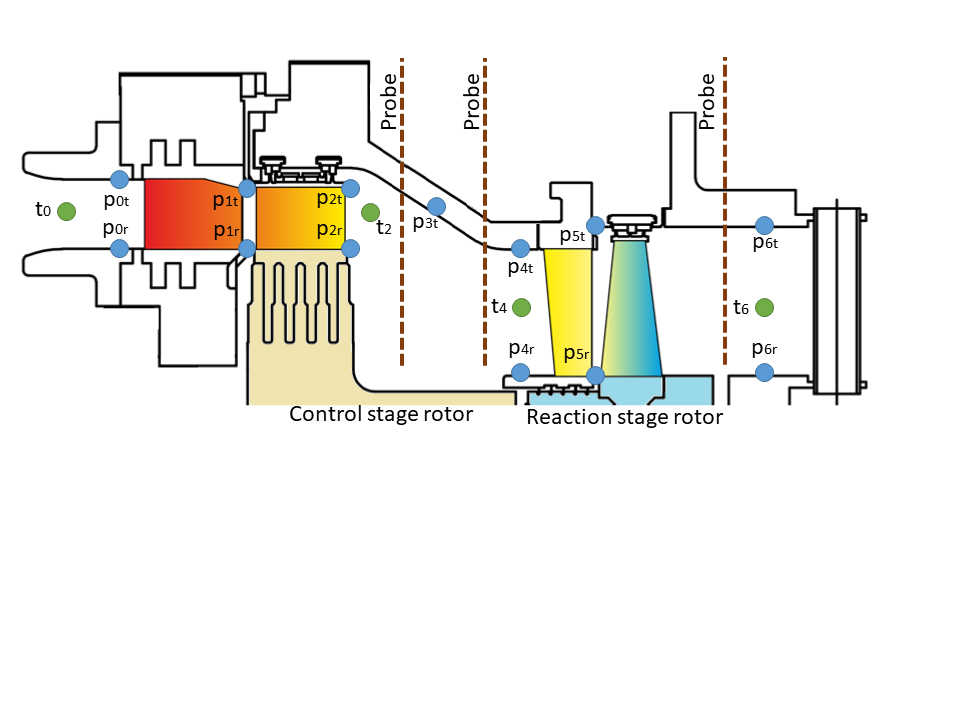 Probe
Probe
Probe
t0
p0t
p0r
p1t
p1r
p2t
p2r
t2
p3t
p4t
t4
p4r
p5t
p5r
p6t
t6
p6r
Control stage rotor
Reaction stage rotor